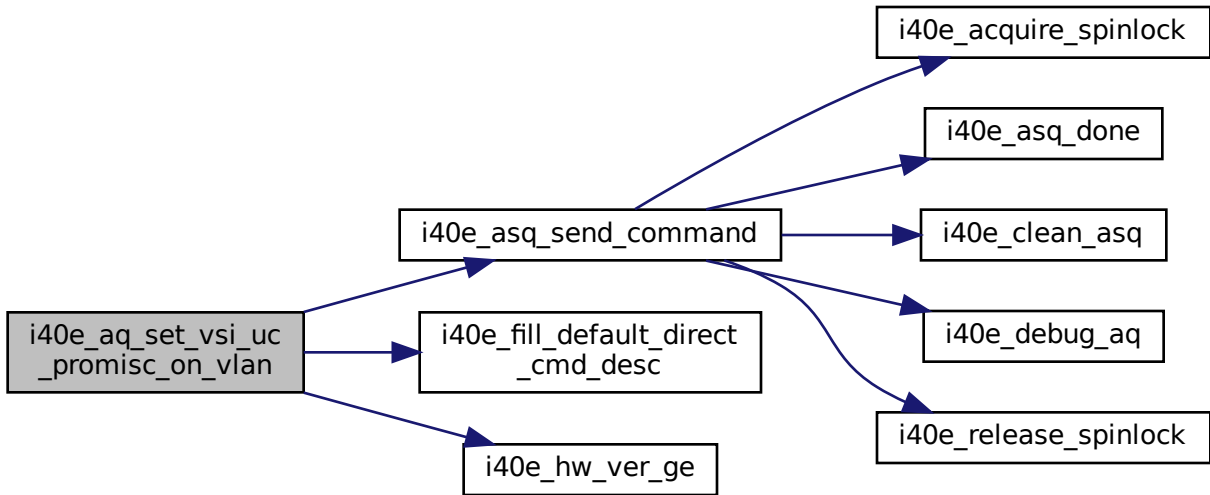 i40e_acquire_spinlock
i40e_asq_done
i40e_asq_send_command
i40e_clean_asq
i40e_aq_set_vsi_uc
_promisc_on_vlan
i40e_fill_default_direct
_cmd_desc
i40e_debug_aq
i40e_release_spinlock
i40e_hw_ver_ge